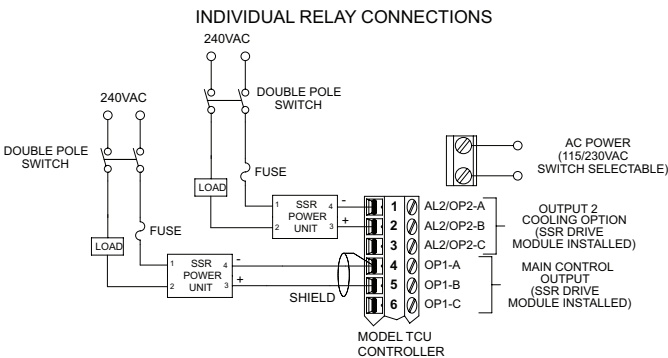 INDIVIDUAL RELAY CONNECTIONS
240VAC
DOUBLE POLE
SWITCH
240VAC
DOUBLE POLE
SWITCH
AC POWER
(115/230VAC
SWITCH SELECTABLE)
FUSE
LOAD
1 SSR 4 -
POWER
2 UNIT 3 +
1 AL2/OP2-A
2 AL2/OP2-B
3 AL2/OP2-C
OUTPUT 2
COOLING OPTION
(SSR DRIVE
MODULE INSTALLED)
FUSE
LOAD
1 SSR 4 -
POWER
2 UNIT 3 +
SHIELD
4 OP1-A
5 OP1-B
6 OP1-C
MAIN CONTROL
OUTPUT
(SSR DRIVE
MODULE INSTALLED)
MODEL TCU
CONTROLLER